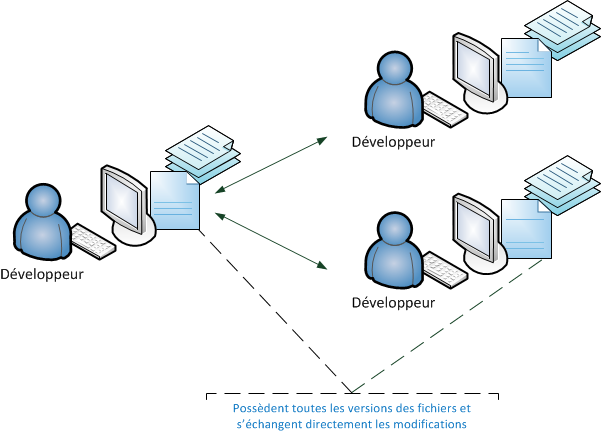 Développeur
Développeur
Développeur
Possèdent toutes les versions des fichiers et
s’échangent directement les modifications